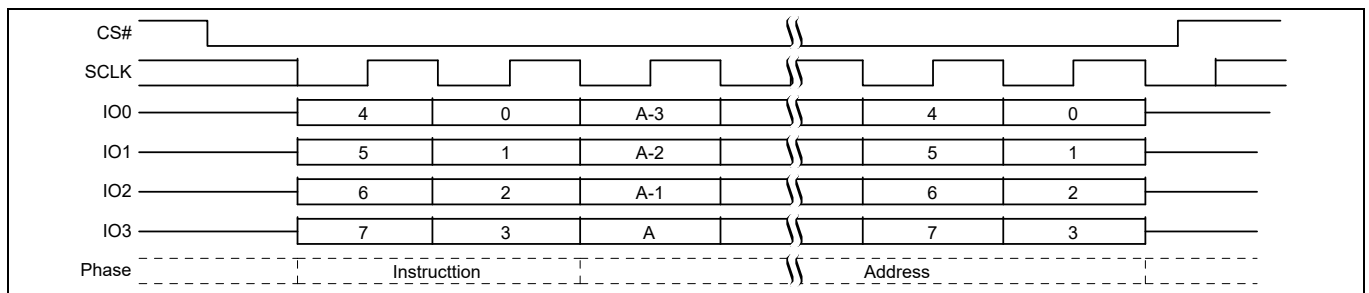 CS#
SCLK
IO0 4 0 A-3 4 0
IO1 5 1 A-2 5 1
IO2 6 2 A-1 6 2
IO3 7 3 A 7 3
Phase Instructtion Address